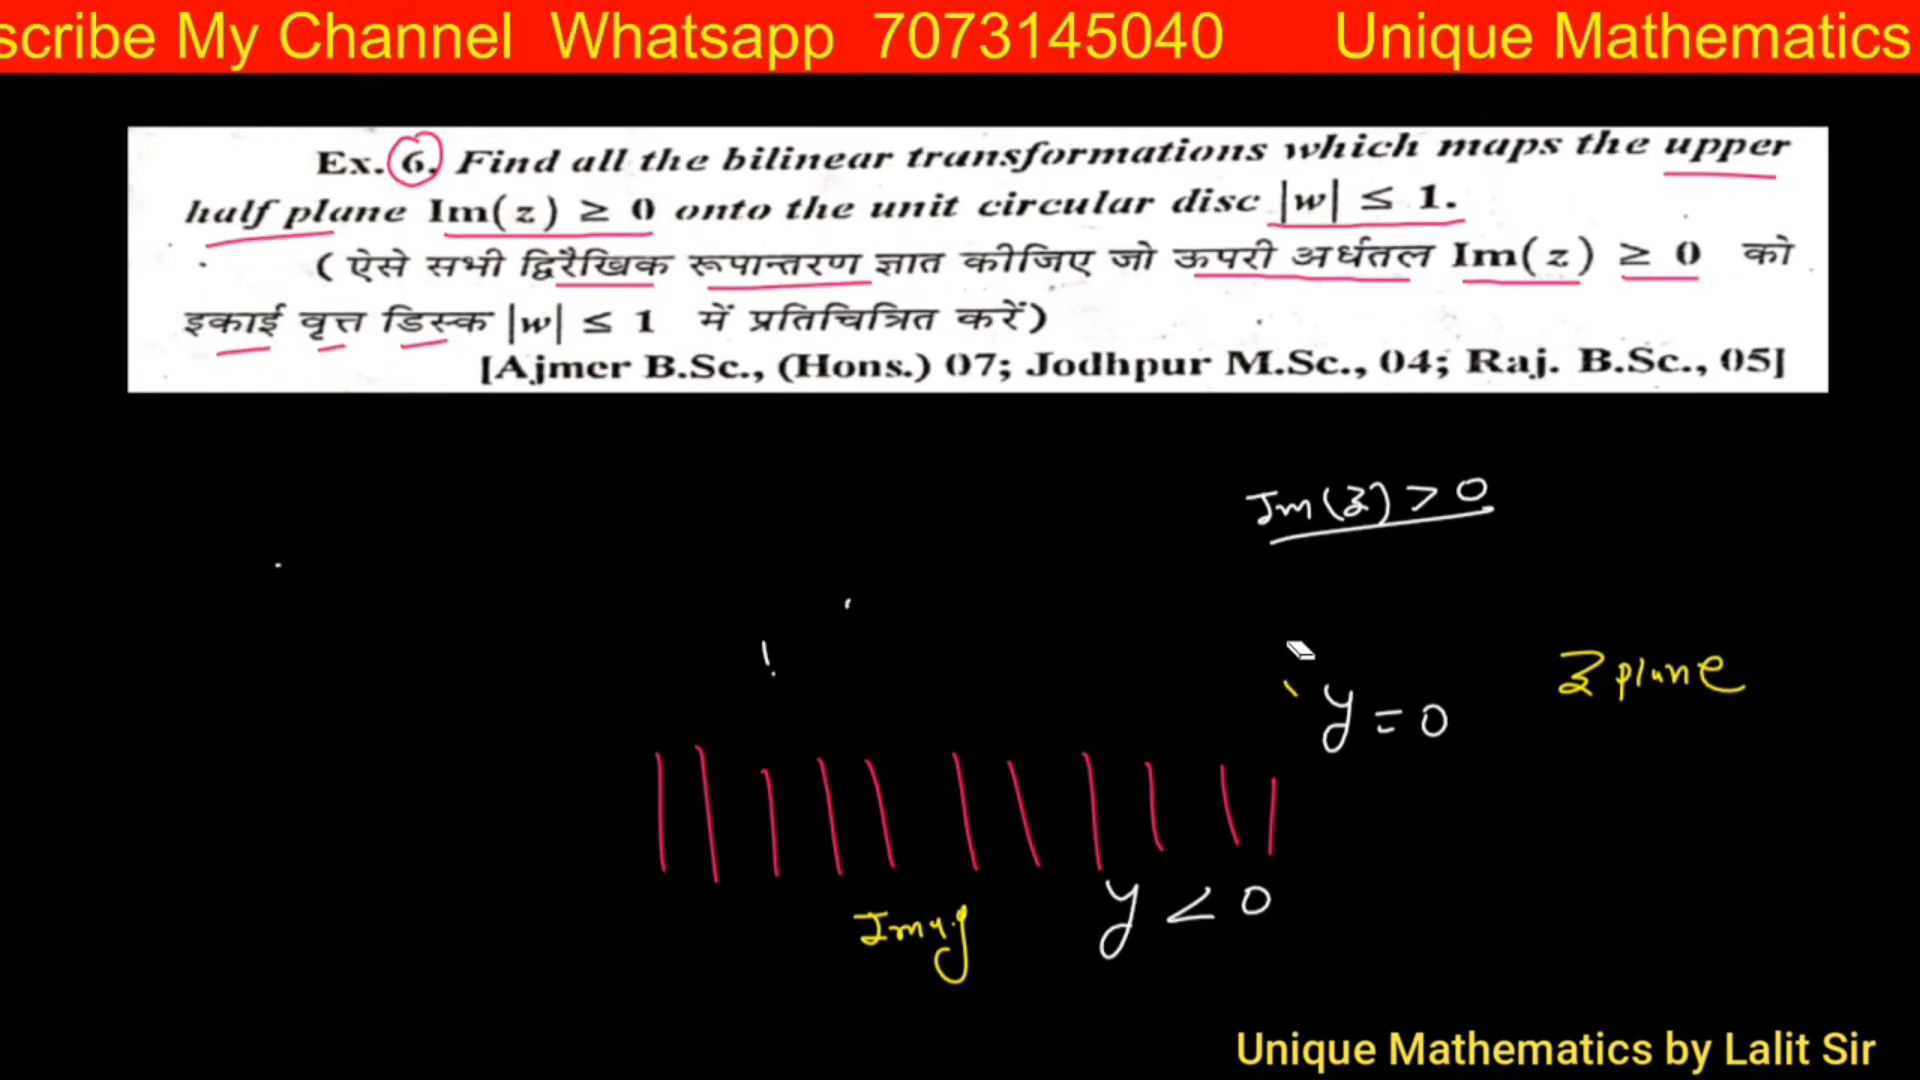 scribe My Channel Whatsapp 7073145040 Unique Mathematics
Ex. 6. Find all the bilinear transformations which maps the upper
half plane Im(z) ≥ 0 onto the unit circular disc |w| ≤ 1.
( ऐसे सभी द्विरैखिक रूपान्तरण ज्ञात कीजिए जो ऊपरी अर्धतल Im(z) ≥ 0 को
इकाई वृत्त डिस्क |w| ≤ 1 में प्रतिचित्रित करें)
[Ajmer B.Sc., (Hons.) 07; Jodhpur M.Sc., 04; Raj. B.Sc., 05]
Im(z) > 0
z plane
y = 0
y < 0
Unique Mathematics by Lalit Sir